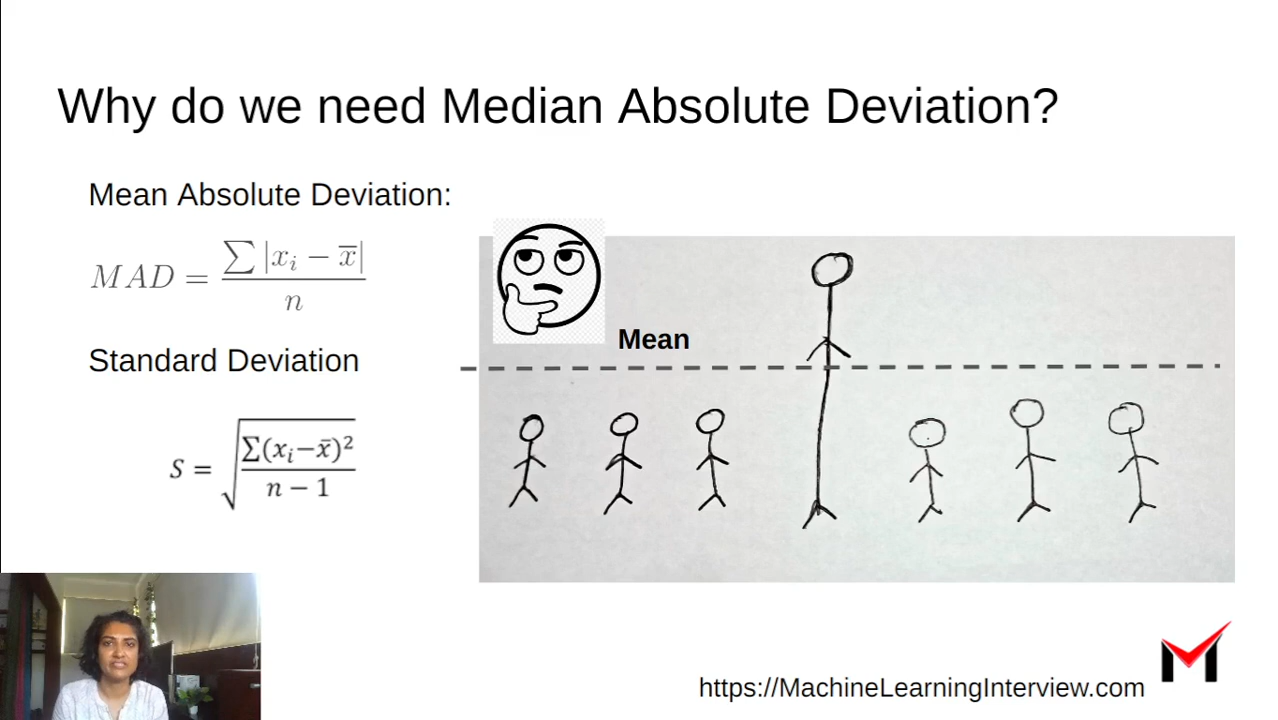 Why do we need Median Absolute Deviation?
Mean Absolute Deviation:
MAD = ∑ |xᵢ − x̅| / n
Standard Deviation
S = √(∑(xᵢ−x̄)² / n − 1)
Mean
https://MachineLearningInterview.com